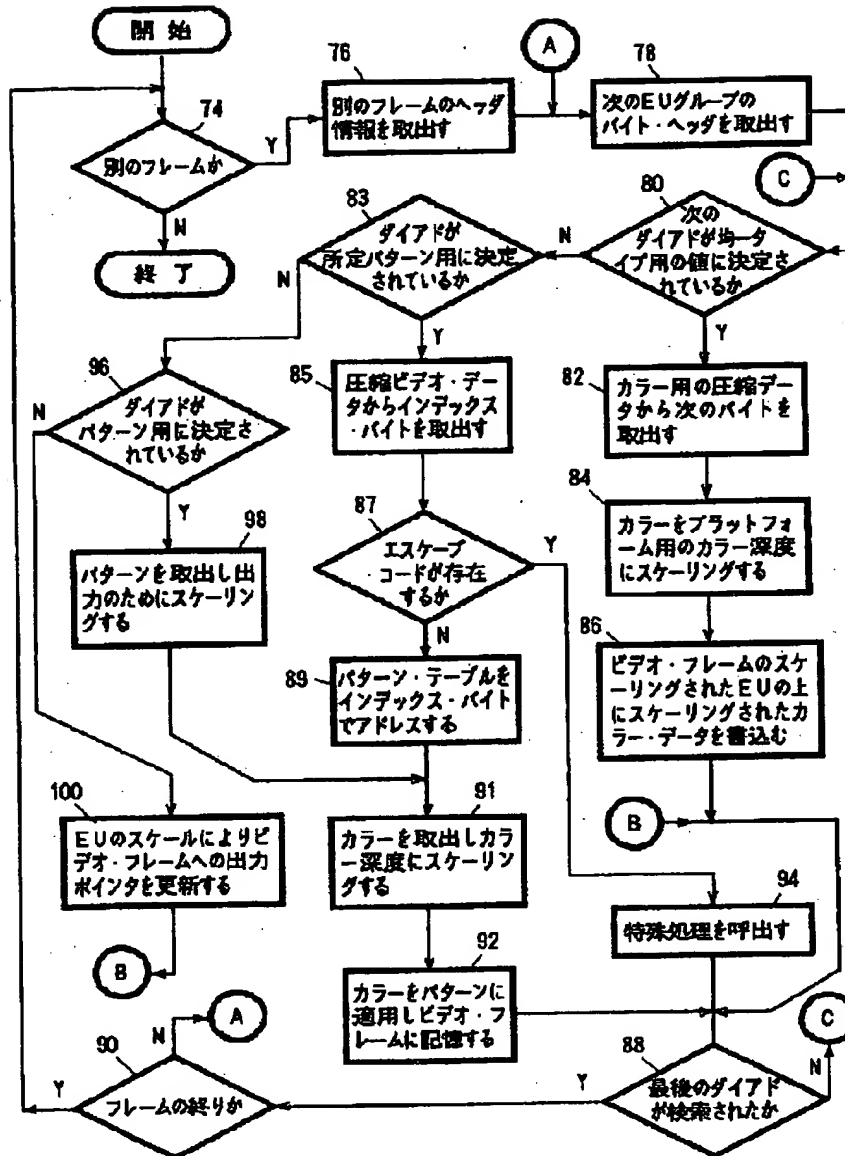 開始
74
別のフレームか
Y
N
終了
76
別のフレームのヘッダ
情報を取出す
A
78
次のEUグループの
バイト・ヘッダを取出す
C
80
次の
ダイアドが均一タ
イプ用の値に決定さ
れているか
N
Y
83
ダイアドが
所定パターン用に決定
されているか
N
Y
82
カラー用の圧縮データ
から次のバイトを
取出す
84
カラーをプラットフォ
ーム用のカラー深度
にスケーリングする
86
ビデオ・フレームのスケ
ーリングされたEUの上
にスケーリングされたカ
ラー・データを書込む
B
85
圧縮ビデオ・データ
からインデックス
・バイトを取出す
87
エスケープ
コードが存在
するか
Y
N
89
パターン・テーブルを
インデックス・バイト
でアドレスする
91
カラーを取出しカラ
ー深度にスケーリン
グする
92
カラーをパターンに
適用しビデオ・フレ
ームに記憶する
94
特殊処理を呼出す
96
ダイアドが
パターン用に決定さ
れているか
N
Y
98
パターンを取出し出
力のためにスケーリ
ングする
100
EUのスケールによりビ
デオ・フレームへの出力
ポインタを更新する
B
88
最後のダイアド
が検索されたか
N
C
Y
90
フレームの終りか
N
A
Y